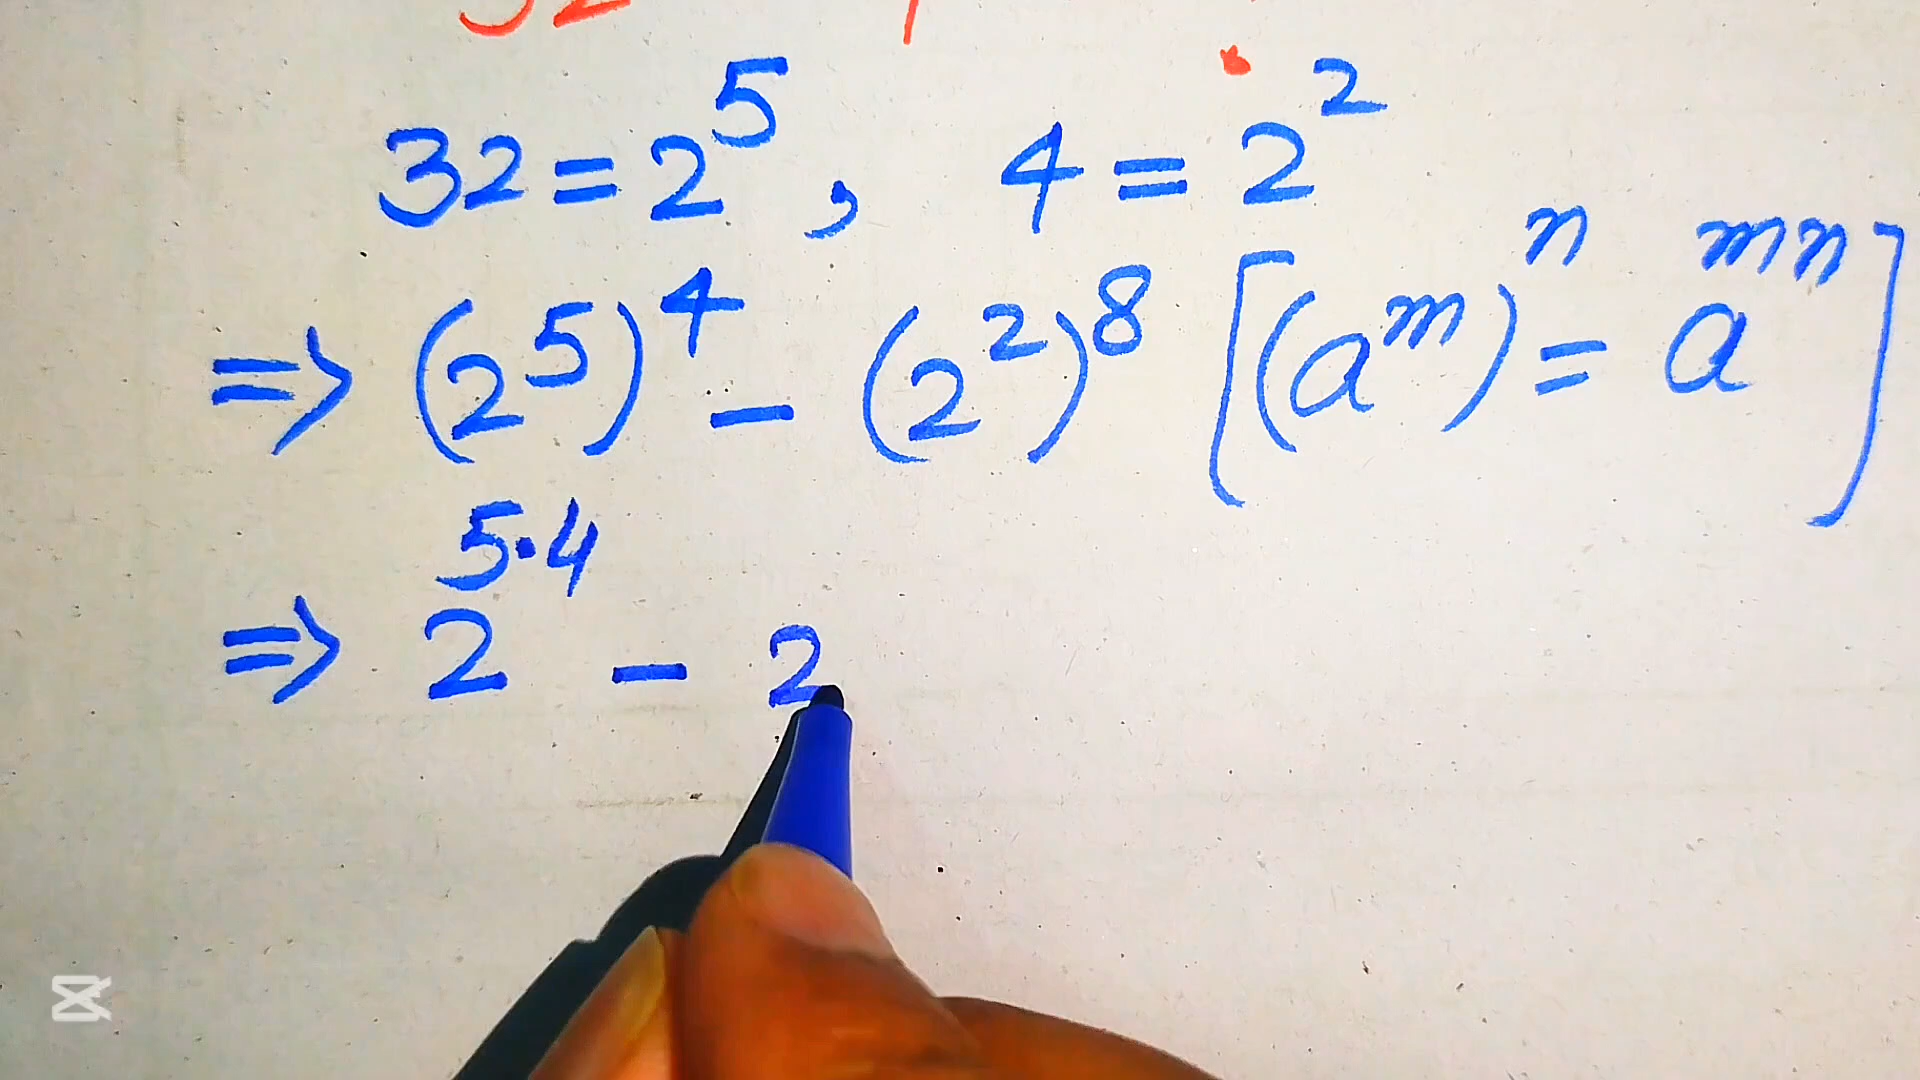 32 = 2^5 , 4 = 2^2
⇒ (2^5)^4 − (2^2)^8 [(a^m)^n = a^mn]
⇒ 2^5·4 − 2